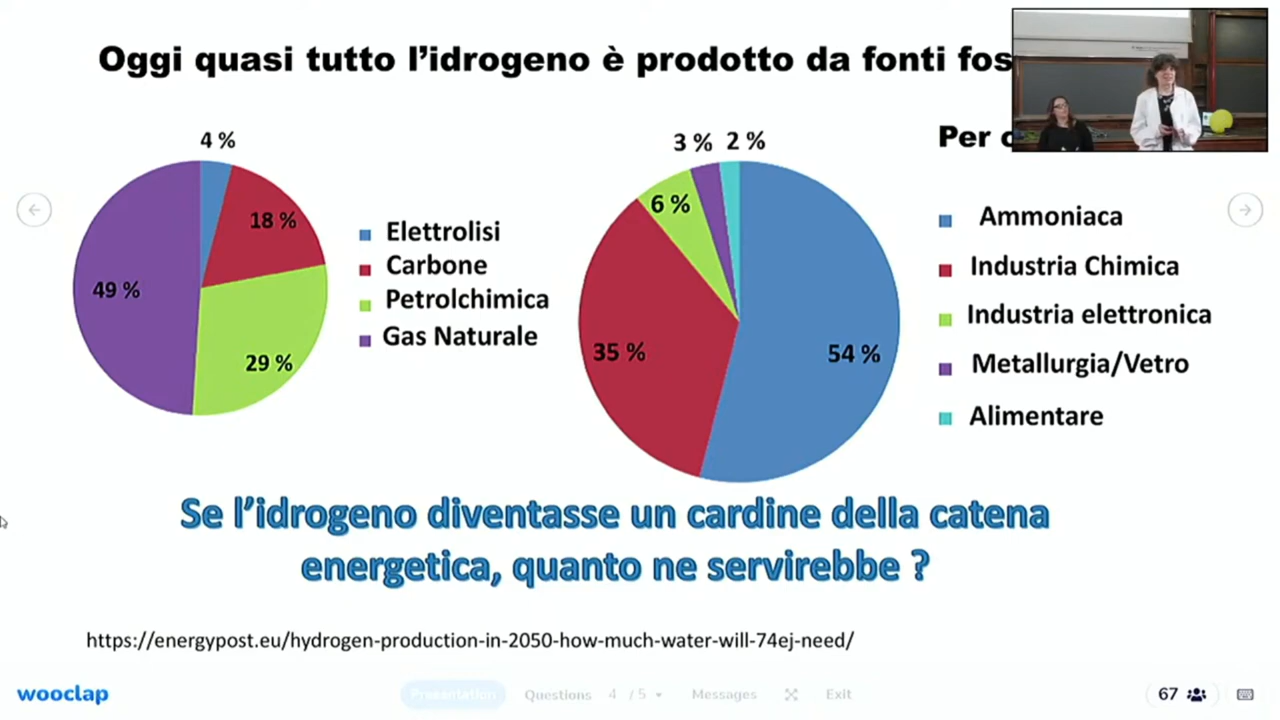 Oggi quasi tutto l'idrogeno è prodotto da fonti
Per
4 %
18 %
49 %
29 %
Elettrolisi
Carbone
Petrolchimica
Gas Naturale
3 % 2 %
6 %
35 %
54 %
Ammoniaca
Industria Chimica
Industria elettronica
Metallurgia/Vetro
Alimentare
Se l'idrogeno diventasse un cardine della catena
energetica, quanto ne servirebbe ?
https://energypost.eu/hydrogen-production-in-2050-how-much-water-will-74ej-need/
wooclap
Presentation Questions 4 / 5 Messages Exit
67